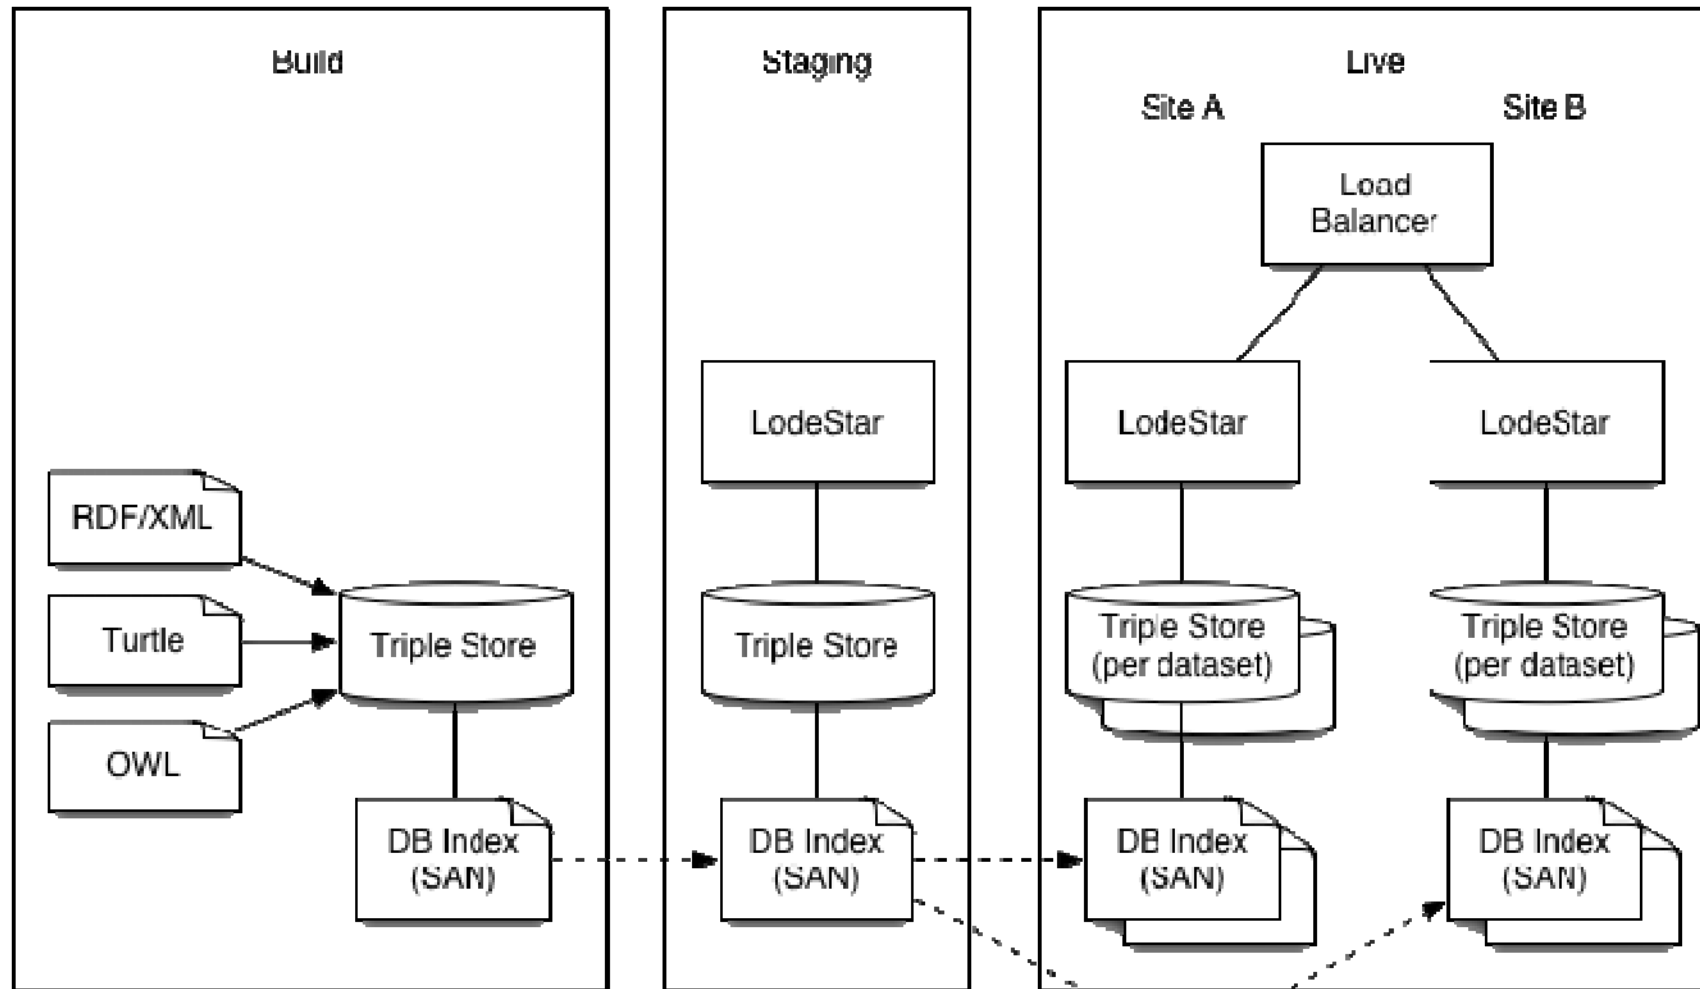 Build
RDF/XML
Turtle
OWL
Triple Store
DB Index
(SAN)
Staging
LodeStar
Triple Store
DB Index
(SAN)
Live
Site A
Site B
Load
Balancer
LodeStar
LodeStar
Triple Store
(per dataset)
Triple Store
(per dataset)
DB Index
(SAN)
DB Index
(SAN)